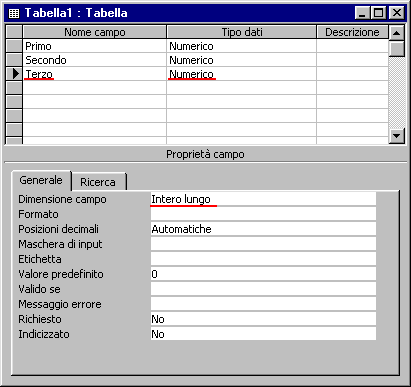 Tabella1 : Tabella
Nome campo Tipo dati Descrizione
Primo Numerico
Secondo Numerico
Terzo Numerico
Proprietà campo
Generale Ricerca
Dimensione campo Intero lungo
Formato
Posizioni decimali Automatiche
Maschera di input
Etichetta
Valore predefinito 0
Valido se
Messaggio errore
Richiesto No
Indicizzato No